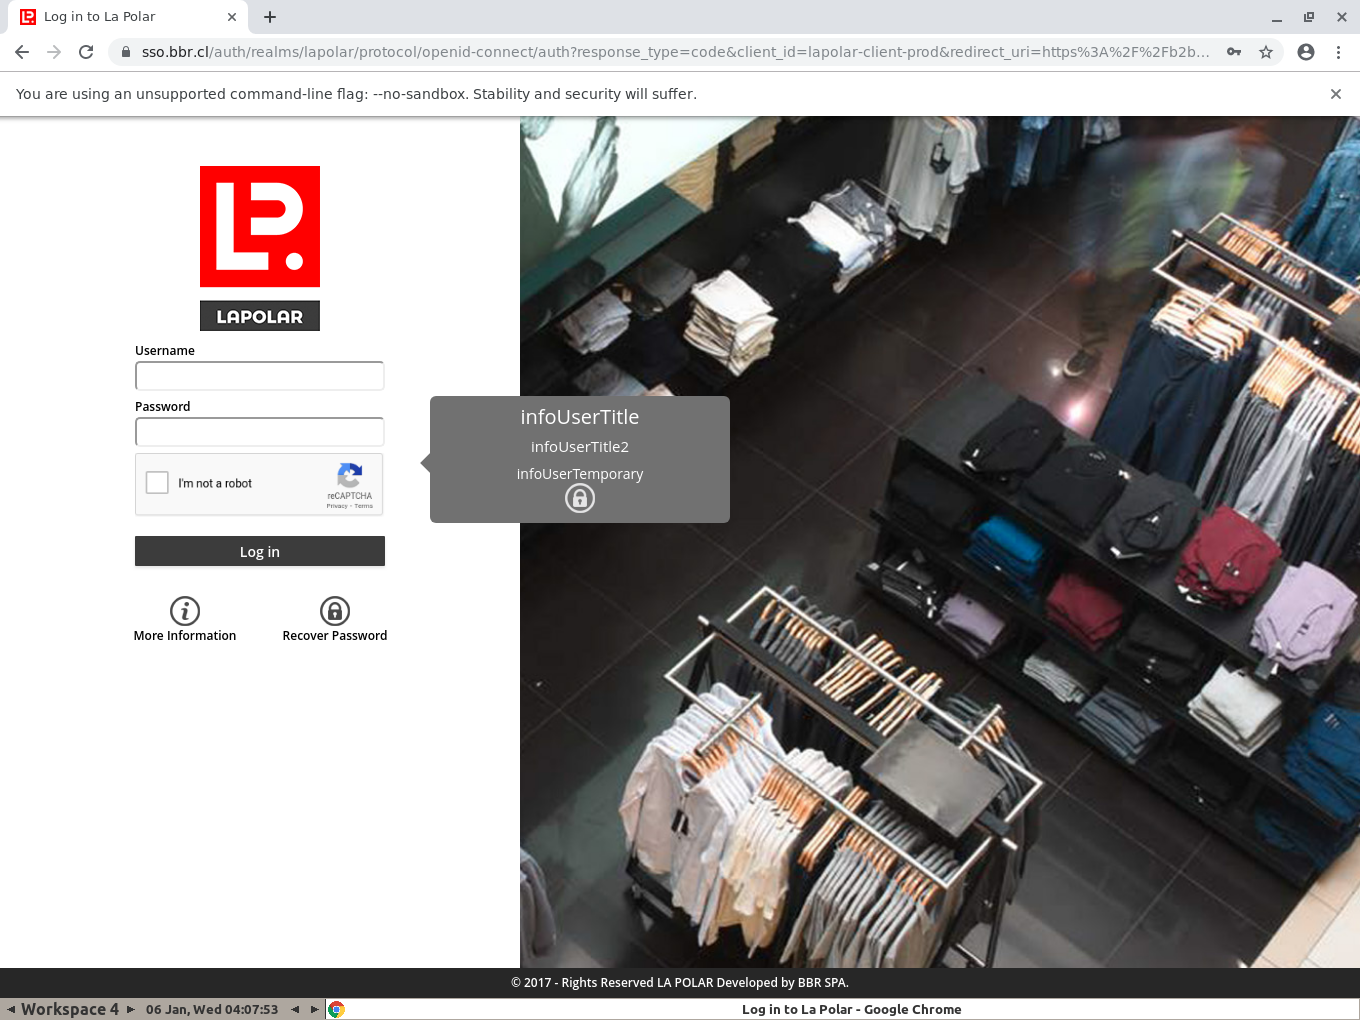 Log in to La Polar
sso.bbr.cl/auth/realms/lapolar/protocol/openid-connect/auth?response_type=code&client_id=lapolar-client-prod&redirect_uri=https%3A%2F%2Fb2b...
You are using an unsupported command-line flag: --no-sandbox. Stability and security will suffer.
LP.
LAPOLAR
Username
Password
I'm not a robot
reCAPTCHA
Privacy - Terms
Log in
More Information
Recover Password
infoUserTitle
infoUserTitle2
infoUserTemporary
© 2017 - Rights Reserved LA POLAR Developed by BBR SPA.
Workspace 4
06 Jan, Wed 04:07:53
Log in to La Polar - Google Chrome